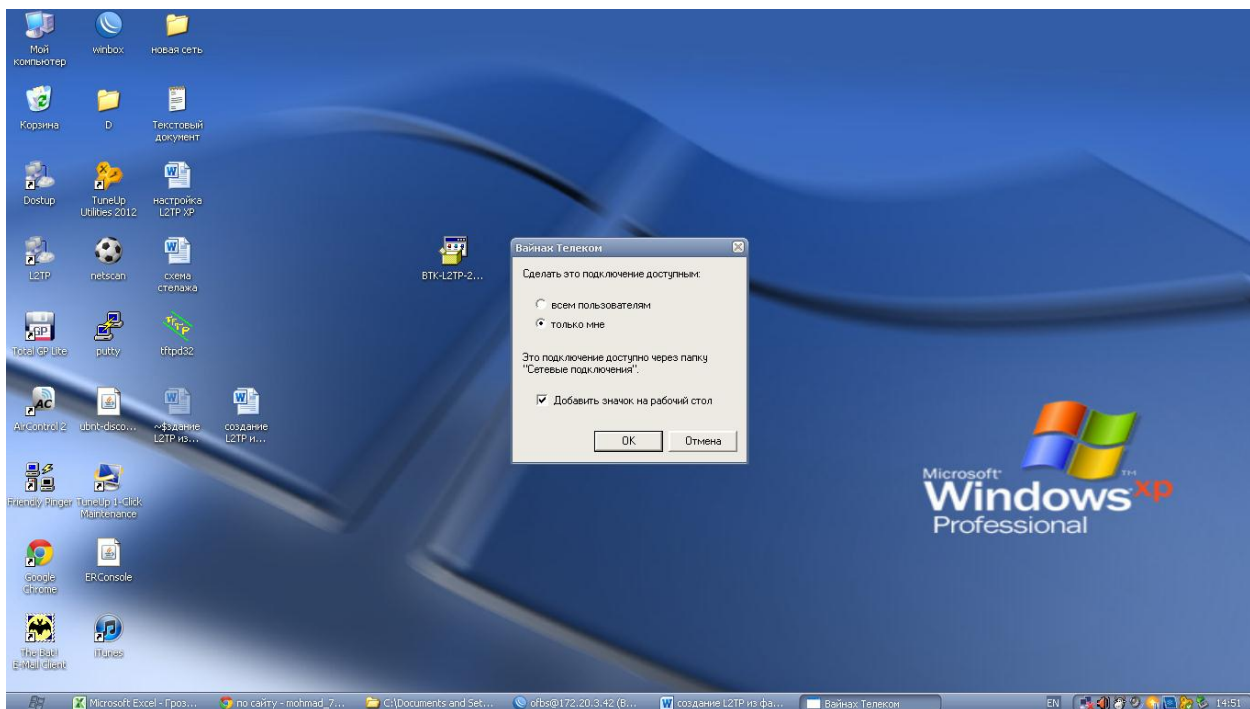 Мой
компьютер
winbox
новая сеть
Корзина
D
Текстовый
документ
Dostup
TuneUp
Utilities 2012
настройка
L2TP XP
L2TP
netscan
схема
стелажа
ВТК-L2TP-2...
GP
Total GP Lite
putty
TFTP
tftpd32
AC
AirControl 2
ubnt-disco...
~$здание
L2TP из...
создание
L2TP и...
Friendly Pinger
TuneUp 1-Click
Maintenance
Google
Chrome
ERConsole
The Bat!
E-Mail Client
iTunes
Вайнах Телеком
Сделать это подключение доступным:
всем пользователям
только мне
Это подключение доступно через папку
"Сетевые подключения".
Добавить значок на рабочий стол
OK
Отмена
Microsoft
Windows xp
Professional
Microsoft Excel - Гроз...
по сайту - mohmad_7...
C:\Documents and Set...
ofbs@172.20.3.42 (В...
создание L2TP из фа...
Вайнах Телеком
EN
14:51